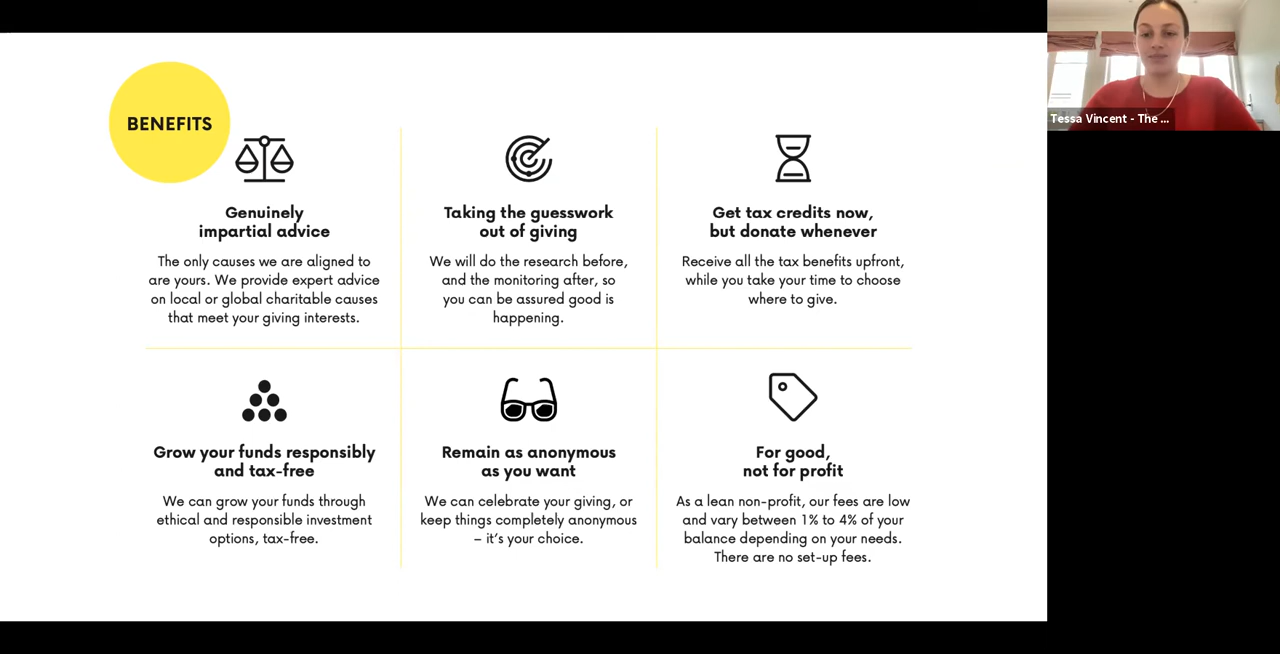 BENEFITS
Genuinely
impartial advice
The only causes we are aligned to
are yours. We provide expert advice
on local or global charitable causes
that meet your giving interests.
Taking the guesswork
out of giving
We will do the research before,
and the monitoring after, so
you can be assured good is
happening.
Get tax credits now,
but donate whenever
Receive all the tax benefits upfront,
while you take your time to choose
where to give.
Grow your funds responsibly
and tax-free
We can grow your funds through
ethical and responsible investment
options, tax-free.
Remain as anonymous
as you want
We can celebrate your giving, or
keep things completely anonymous
– it's your choice.
For good,
not for profit
As a lean non-profit, our fees are low
and vary between 1% to 4% of your
balance depending on your needs.
There are no set-up fees.
Tessa Vincent - The ...